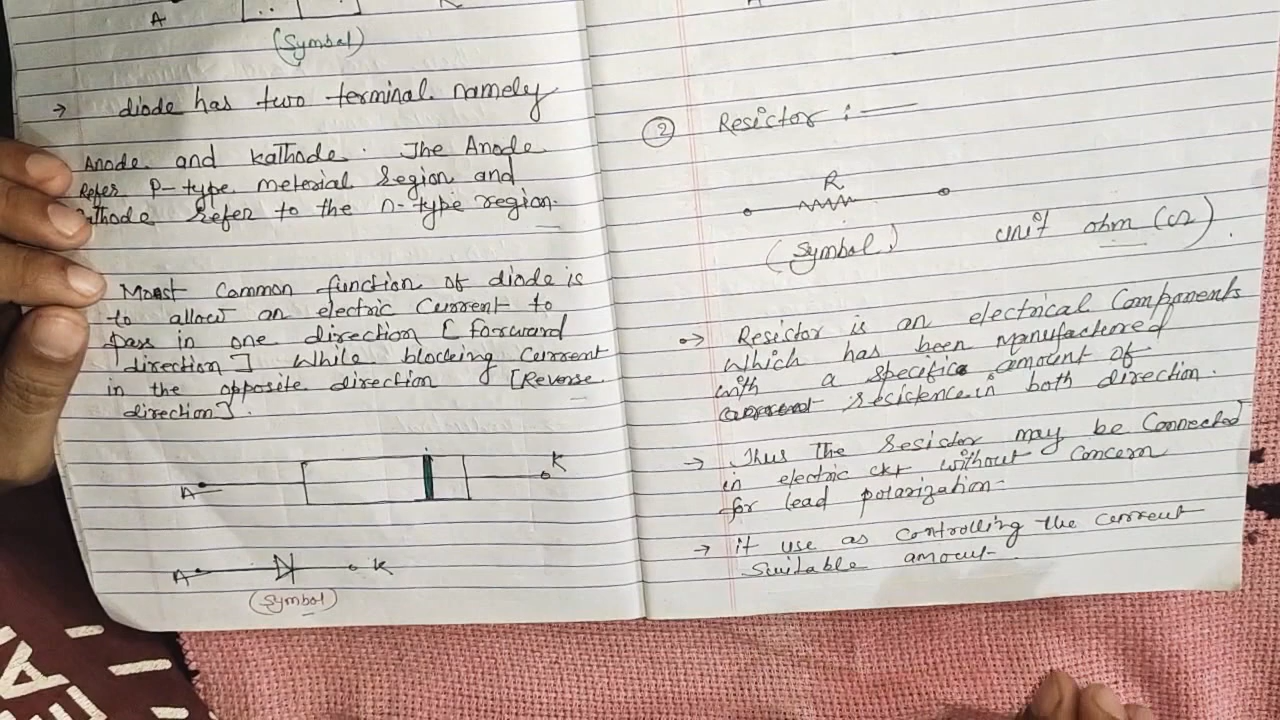 A
K
(Symbol)
→ diode has two terminal namely
Anode and Kathode. The Anode
Refer P-type meterial region and
athode refer to the n-type region.
Most Common function of diode is
to allow an electric Current to
pass in one direction [forward
direction] While blocking current
in the opposite direction [Reverse
direction].
A
K
A
K
(Symbol)
② Resistor :—
R
(Symbol) unit ohm (Ω).
→ Resistor is an electrical Components
Which has been Manufactored
with a specific amount of
resistence in both direction.
→ Thus The resistor may be Connected
in electric ckt without Concern
for lead polarization.
→ it use as controlling the current
Suitable amout.